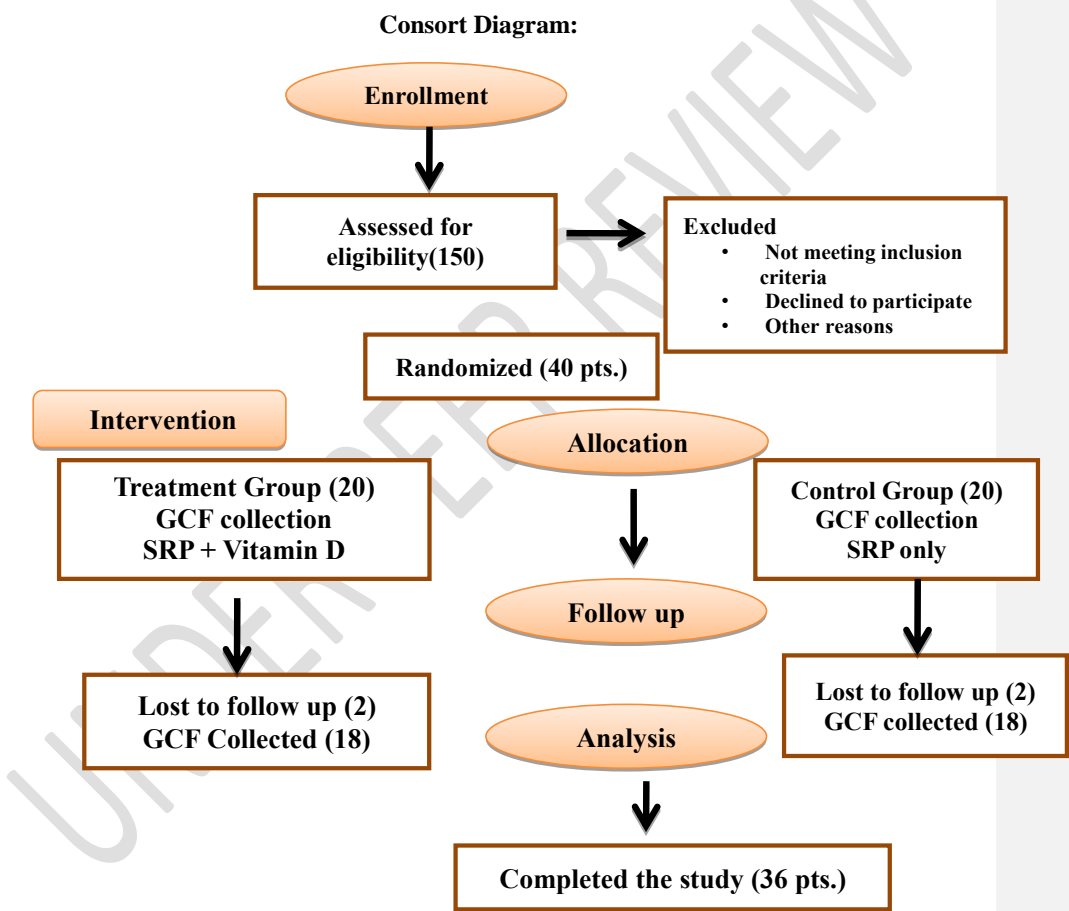 Consort Diagram:
Enrollment
Assessed for
eligibility(150)
Excluded
• Not meeting inclusion
criteria
• Declined to participate
• Other reasons
Randomized (40 pts.)
Intervention
Allocation
Treatment Group (20)
GCF collection
SRP + Vitamin D
Control Group (20)
GCF collection
SRP only
Follow up
Lost to follow up (2)
GCF Collected (18)
Lost to follow up (2)
GCF collected (18)
Analysis
Completed the study (36 pts.)
UNDER PEER REVIEW